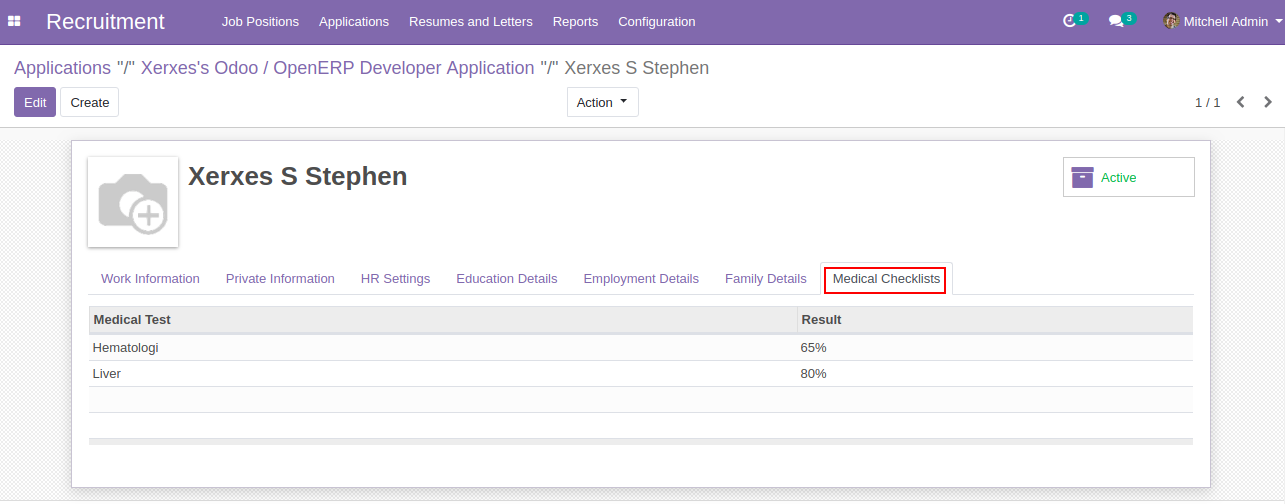 Recruitment Job Positions Applications Resumes and Letters Reports Configuration 1 3 Mitchell Admin
Applications "/" Xerxes's Odoo / OpenERP Developer Application "/" Xerxes S Stephen
Edit Create Action 1 / 1
Xerxes S Stephen
Active
Work Information Private Information HR Settings Education Details Employment Details Family Details Medical Checklists
Medical Test Result
Hematologi 65%
Liver 80%